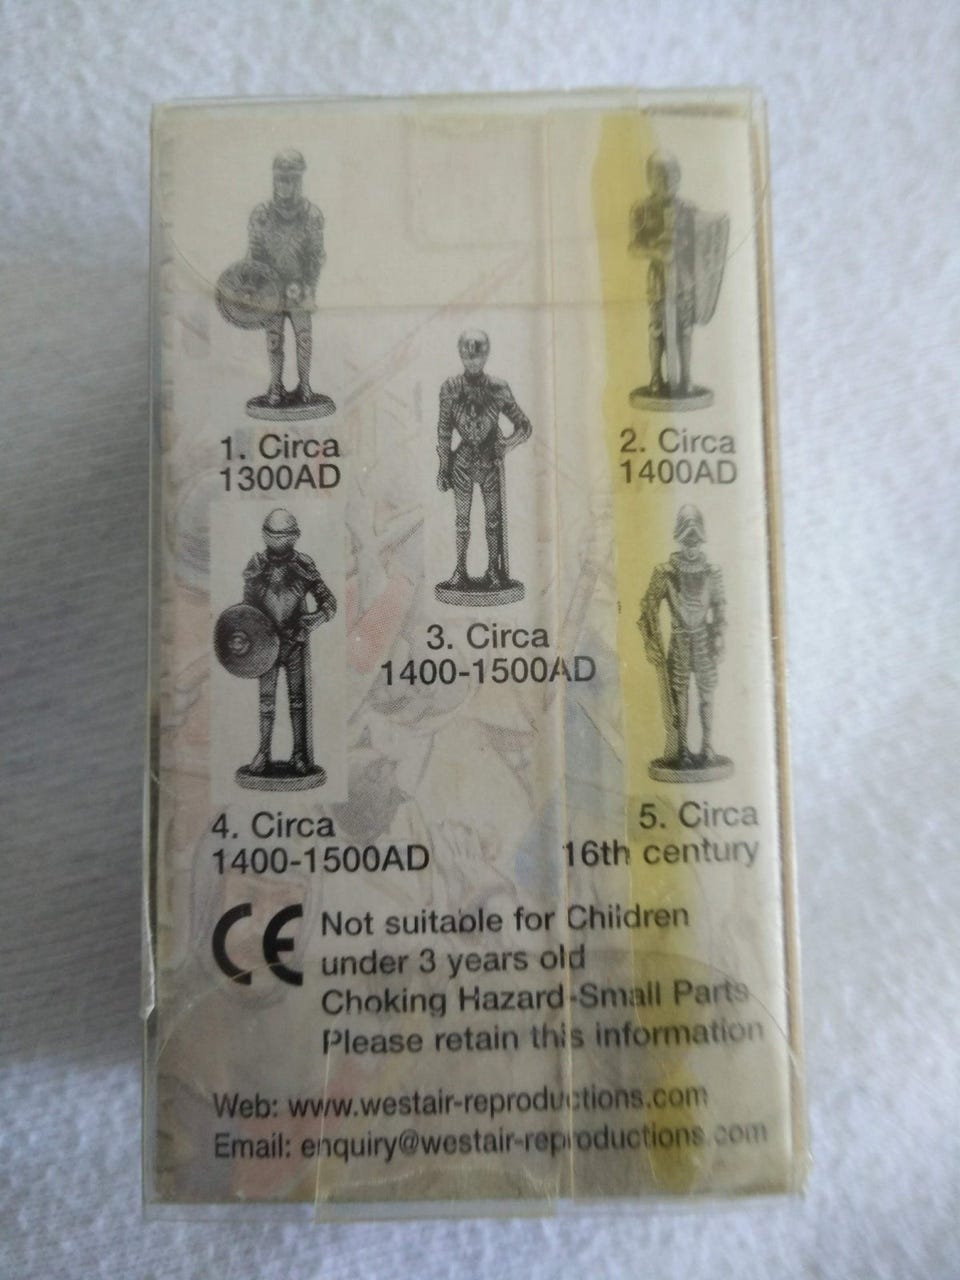 1. Circa
1300AD
2. Circa
1400AD
3. Circa
1400-1500AD
4. Circa
1400-1500AD
5. Circa
16th century
CE
Not suitable for Children
under 3 years old
Choking Hazard-Small Parts
Please retain this information
Web: www.westair-reproductions.com
Email: enquiry@westair-reproductions.com